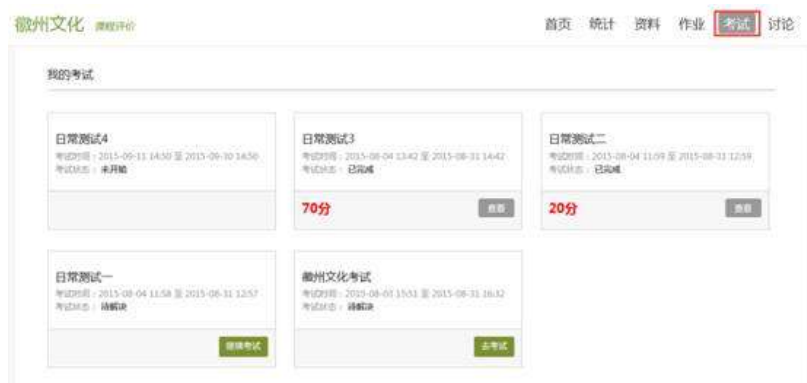 徽州文化 课程评价
首页 统计 资料 作业 考试 讨论
我的考试
日常测试4
考试时间：2015-09-11 14:50 至 2015-09-30 14:50
考试状态：未开始
日常测试3
考试时间：2015-08-04 13:42 至 2015-08-31 14:42
考试状态：已完成
70分 查看
日常测试二
考试时间：2015-08-04 11:59 至 2015-08-31 12:59
考试状态：已完成
20分 查看
日常测试一
考试时间：2015-08-04 11:58 至 2015-08-31 12:57
考试状态：待解决
继续考试
徽州文化考试
考试时间：2015-08-03 15:51 至 2015-08-31 16:32
考试状态：待解决
去考试